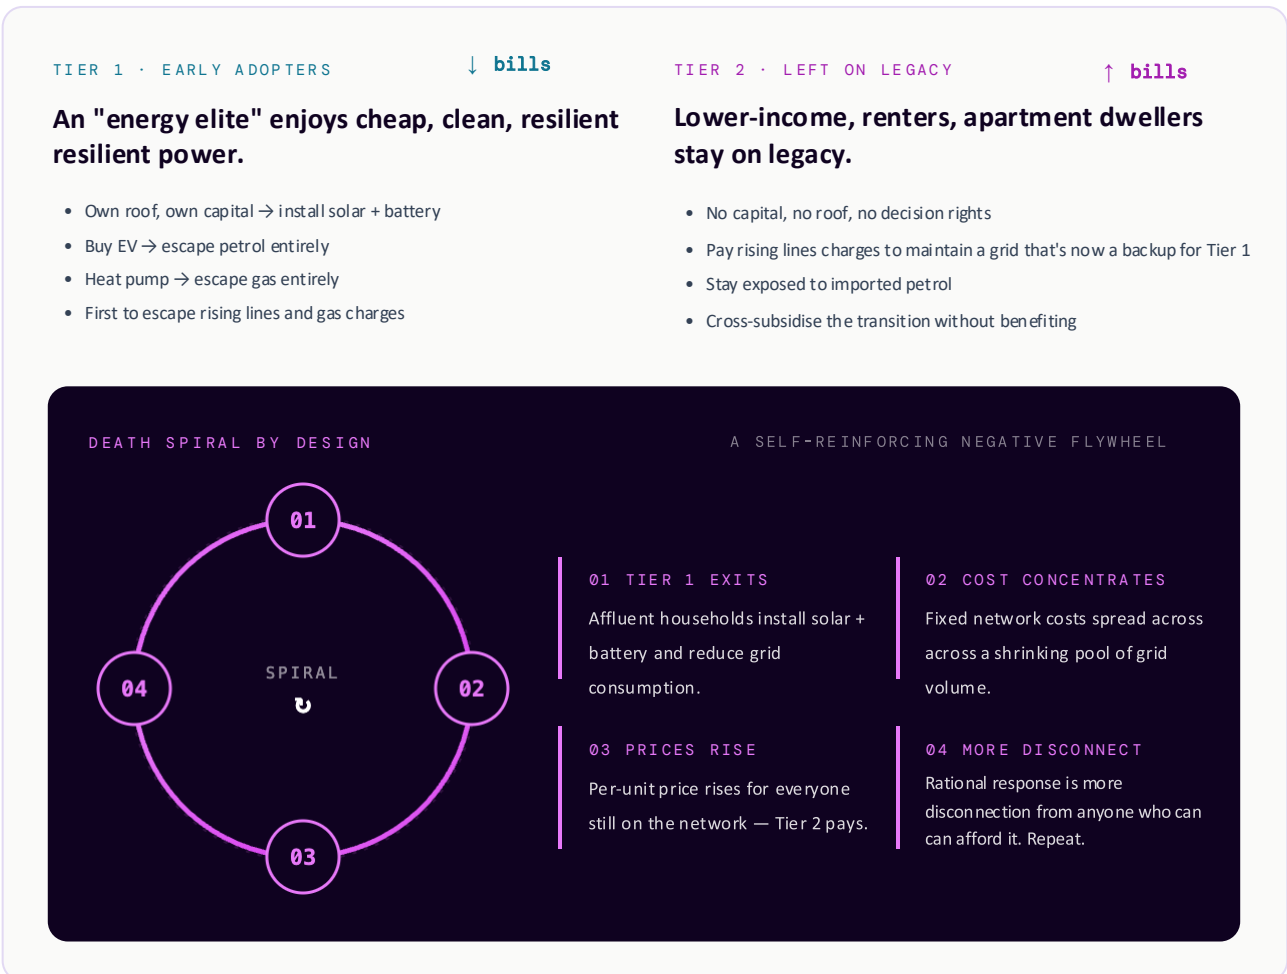 TIER 1 · EARLY ADOPTERS
↓ bills
An "energy elite" enjoys cheap, clean, resilient
resilient power.
• Own roof, own capital → install solar + battery
• Buy EV → escape petrol entirely
• Heat pump → escape gas entirely
• First to escape rising lines and gas charges
TIER 2 · LEFT ON LEGACY
↑ bills
Lower-income, renters, apartment dwellers
stay on legacy.
• No capital, no roof, no decision rights
• Pay rising lines charges to maintain a grid that's now a backup for Tier 1
• Stay exposed to imported petrol
• Cross-subsidise the transition without benefiting
DEATH SPIRAL BY DESIGN
A SELF-REINFORCING NEGATIVE FLYWHEEL
01
02
03
04
SPIRAL
↻
01 TIER 1 EXITS
Affluent households install solar +
battery and reduce grid
consumption.
02 COST CONCENTRATES
Fixed network costs spread across
across a shrinking pool of grid
volume.
03 PRICES RISE
Per-unit price rises for everyone
still on the network — Tier 2 pays.
04 MORE DISCONNECT
Rational response is more
disconnection from anyone who can
can afford it. Repeat.